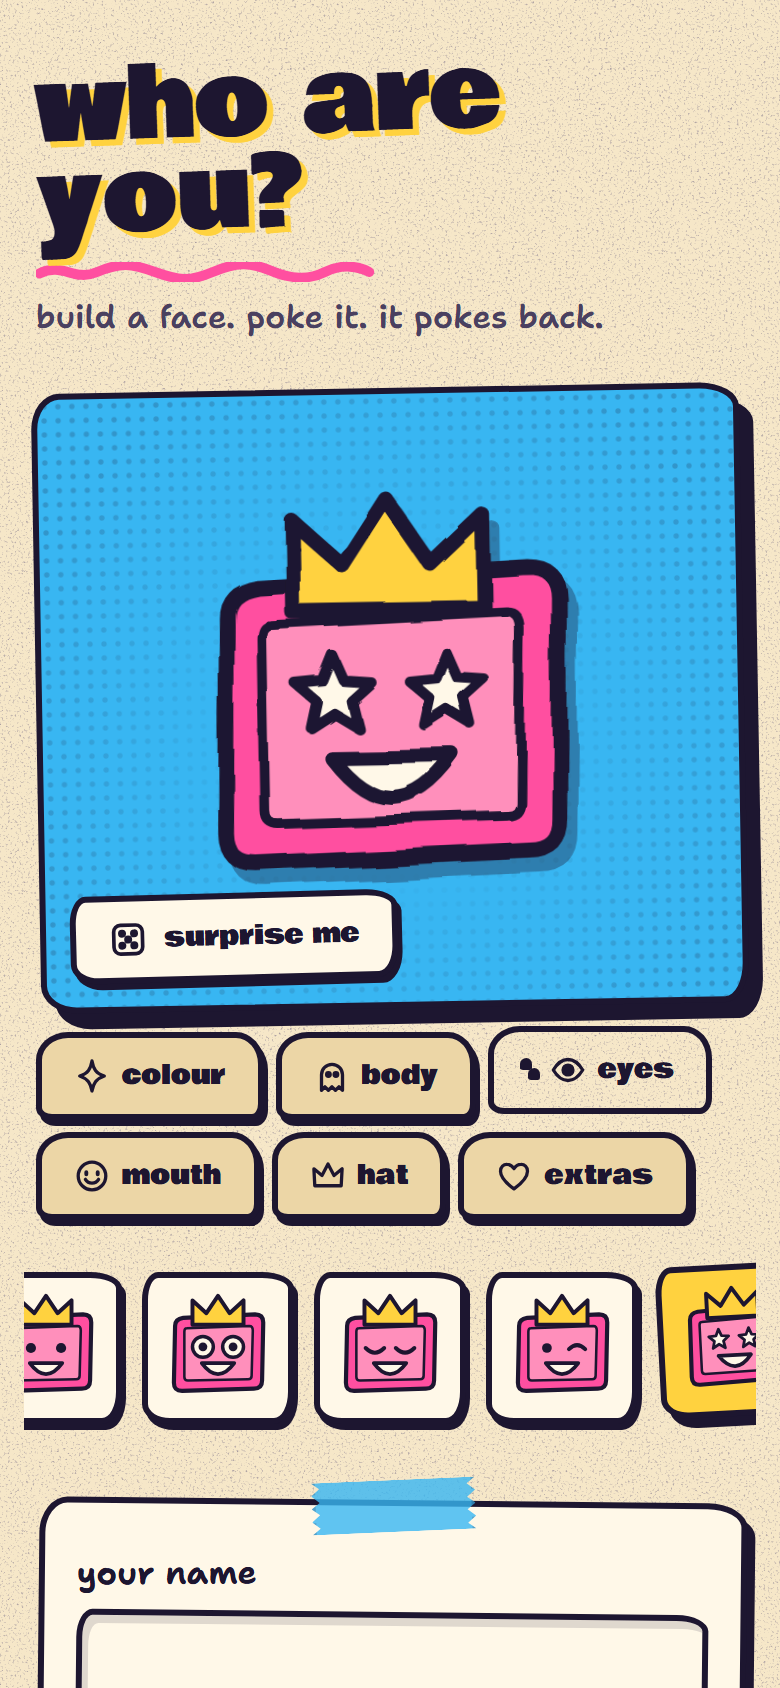 who are
you?
build a face. poke it. it pokes back.
surprise me
colour body eyes
mouth hat extras
your name